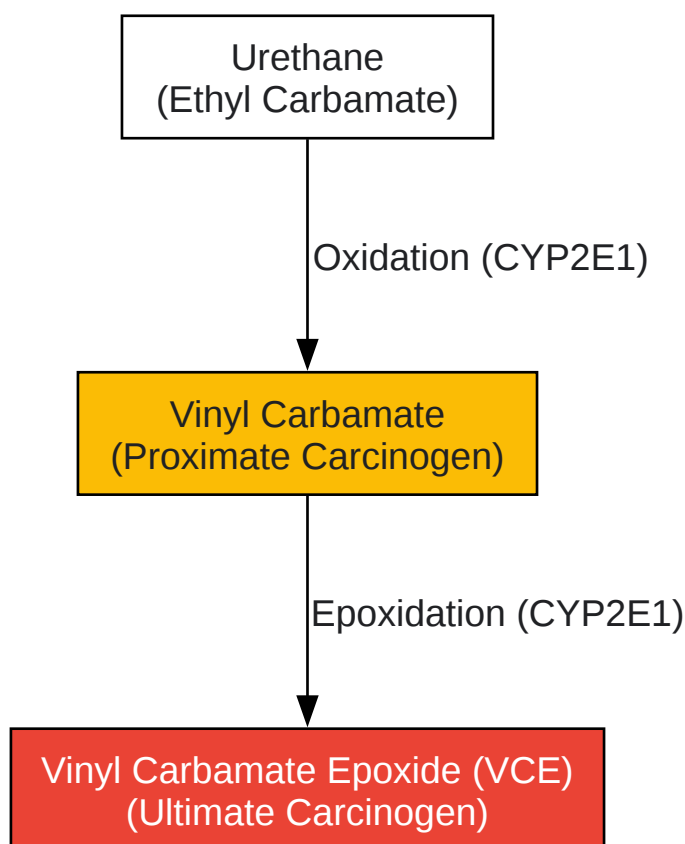 Urethane
(Ethyl Carbamate)
Oxidation (CYP2E1)
Vinyl Carbamate
(Proximate Carcinogen)
Epoxidation (CYP2E1)
Vinyl Carbamate Epoxide (VCE)
(Ultimate Carcinogen)